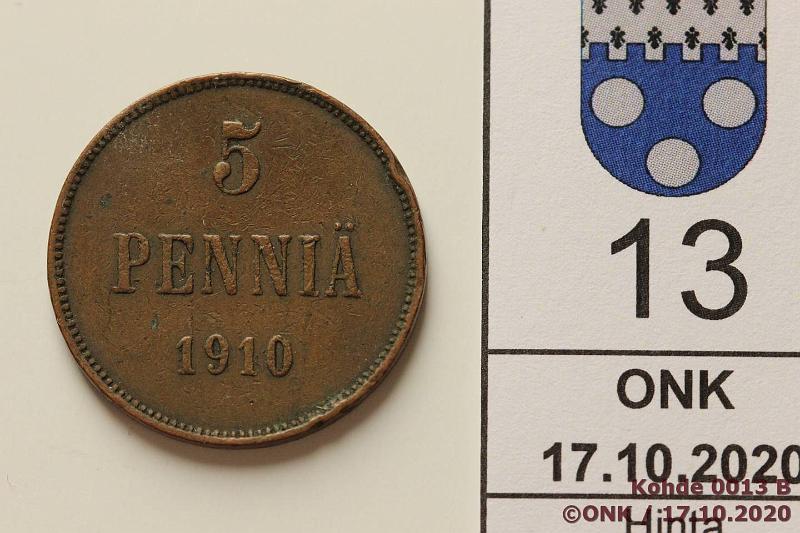 5
PENNIÄ
1910
13
ONK
17.10.2020
Hinta
Kohde 0013 B
©ONK / 17.10.2020